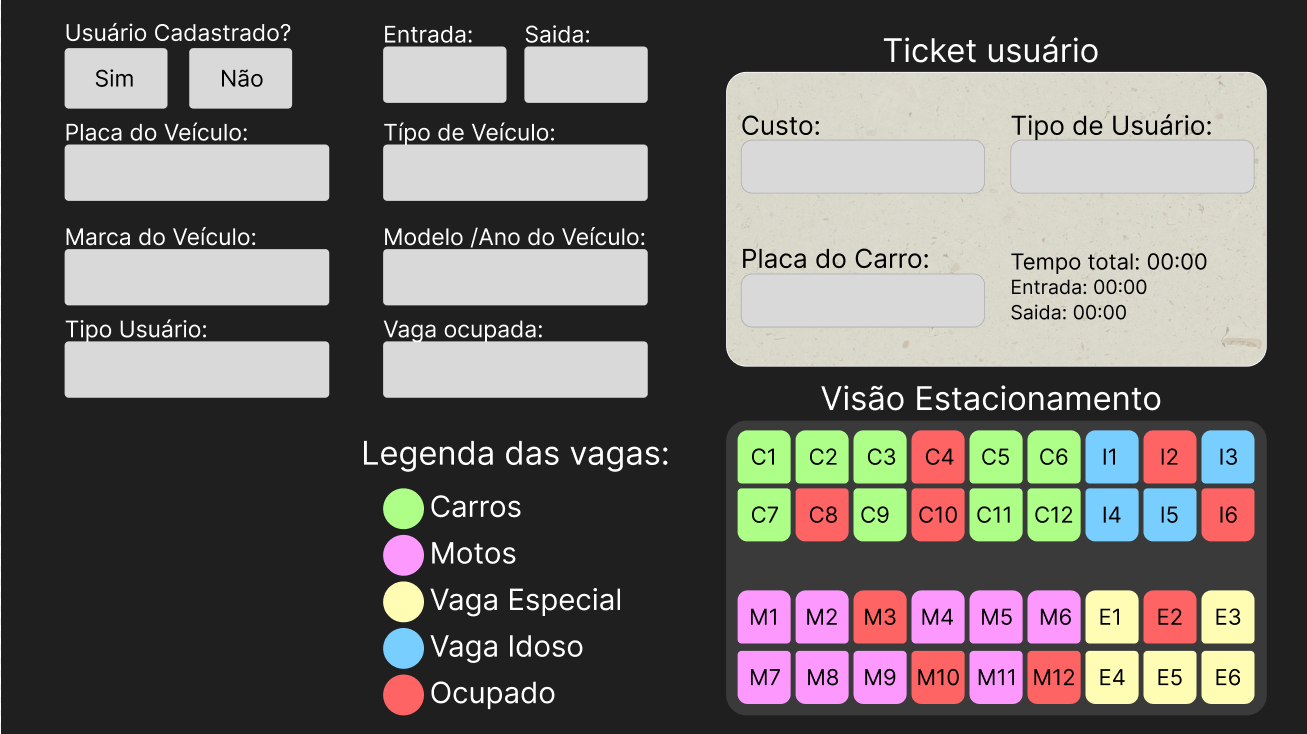 Usuário Cadastrado?
Sim Não
Placa do Veículo:
Marca do Veículo:
Tipo Usuário:
Entrada: Saida:
Típo de Veículo:
Modelo /Ano do Veículo:
Vaga ocupada:
Legenda das vagas:
Carros
Motos
Vaga Especial
Vaga Idoso
Ocupado
Ticket usuário
Custo: Tipo de Usuário:
Placa do Carro:
Tempo total: 00:00
Entrada: 00:00
Saida: 00:00
Visão Estacionamento
C1 C2 C3 C4 C5 C6 I1 I2 I3
C7 C8 C9 C10 C11 C12 I4 I5 I6
M1 M2 M3 M4 M5 M6 E1 E2 E3
M7 M8 M9 M10 M11 M12 E4 E5 E6